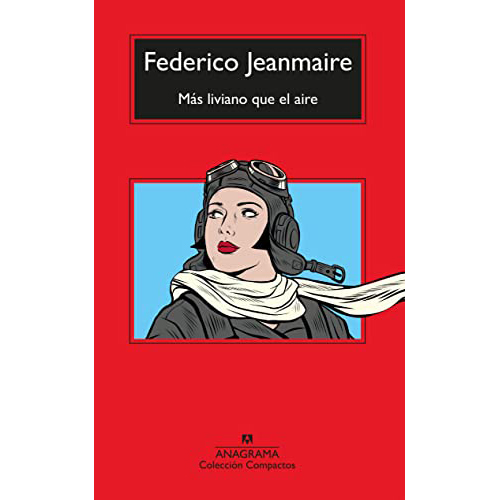 Federico Jeanmaire
Más liviano que el aire
ANAGRAMA
Colección Compactos